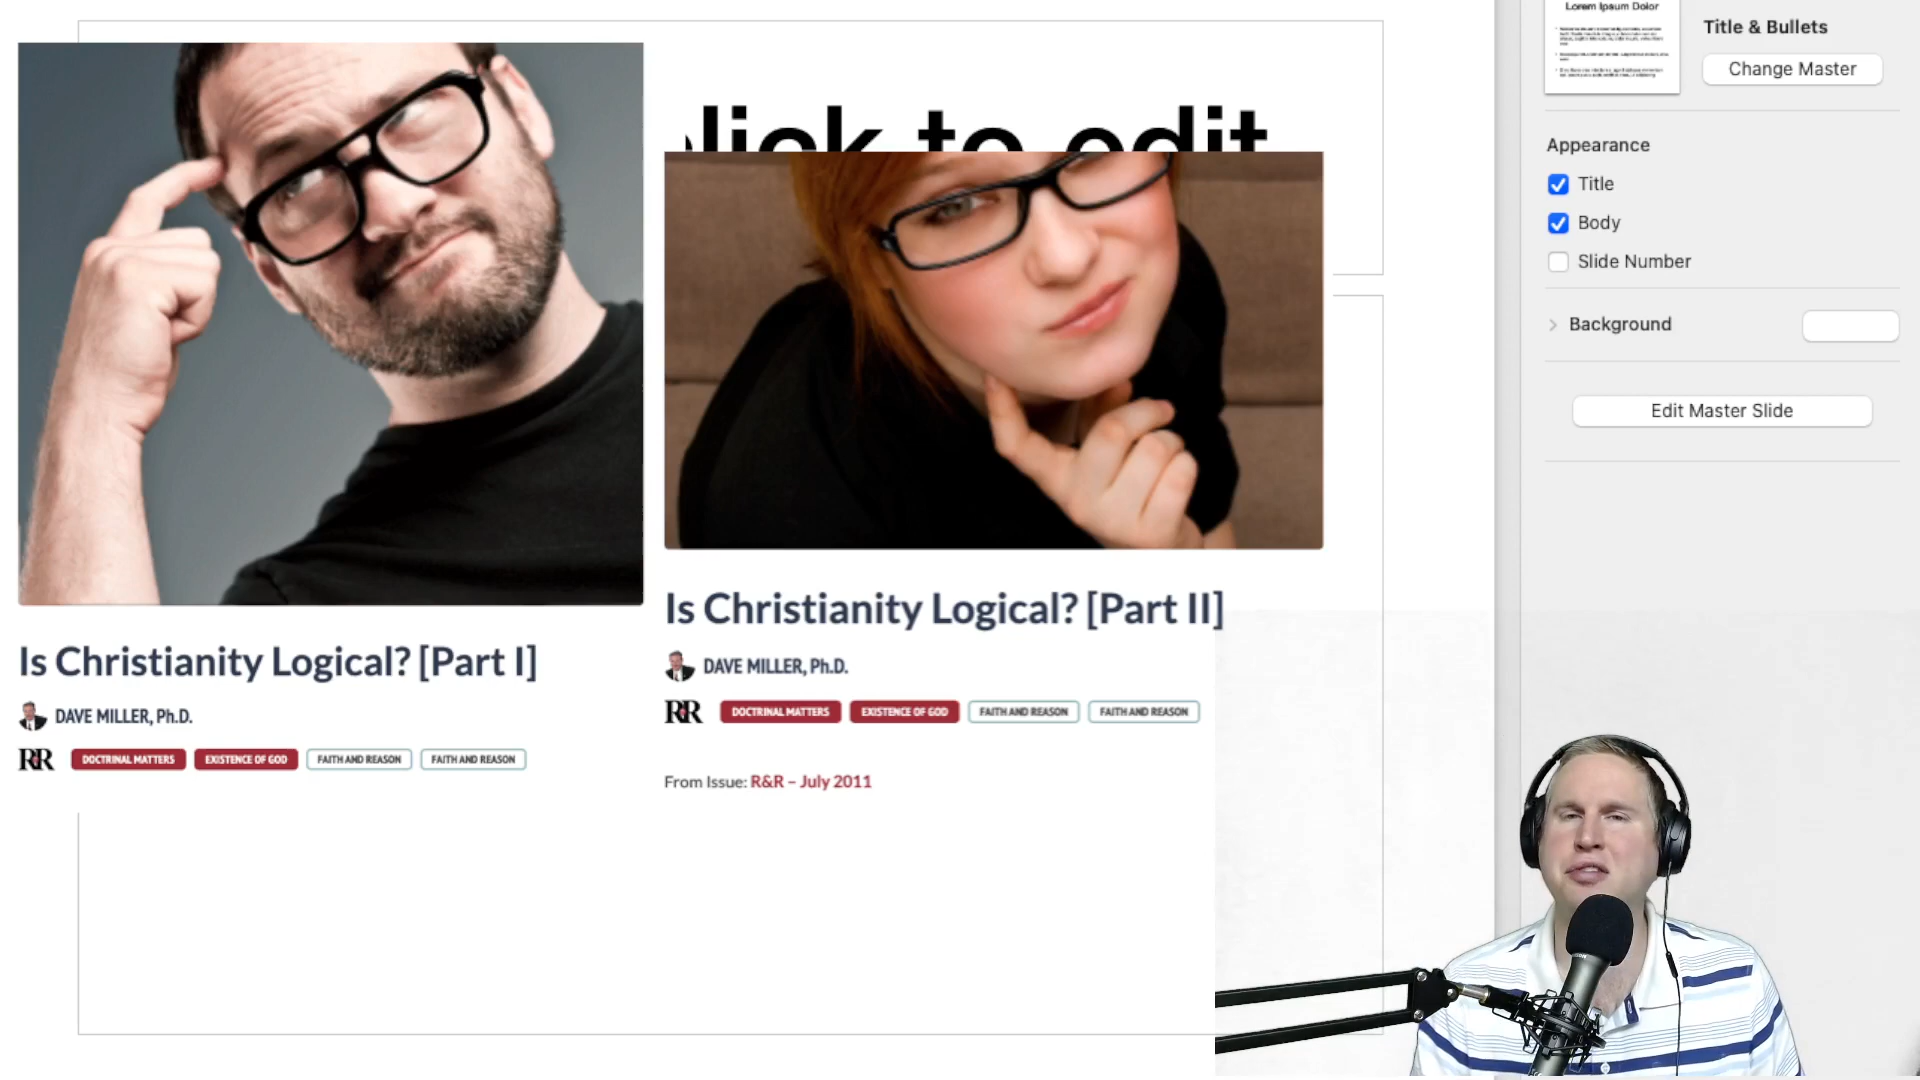 Lorem Ipsum Dolor
Title & Bullets
Change Master
Appearance
Title
Body
Slide Number
Background
Edit Master Slide
lick to edit
Is Christianity Logical? [Part I]
DAVE MILLER, Ph.D.
R&R DOCTRINAL MATTERS EXISTENCE OF GOD FAITH AND REASON FAITH AND REASON
Is Christianity Logical? [Part II]
DAVE MILLER, Ph.D.
R&R DOCTRINAL MATTERS EXISTENCE OF GOD FAITH AND REASON FAITH AND REASON
From Issue: R&R – July 2011